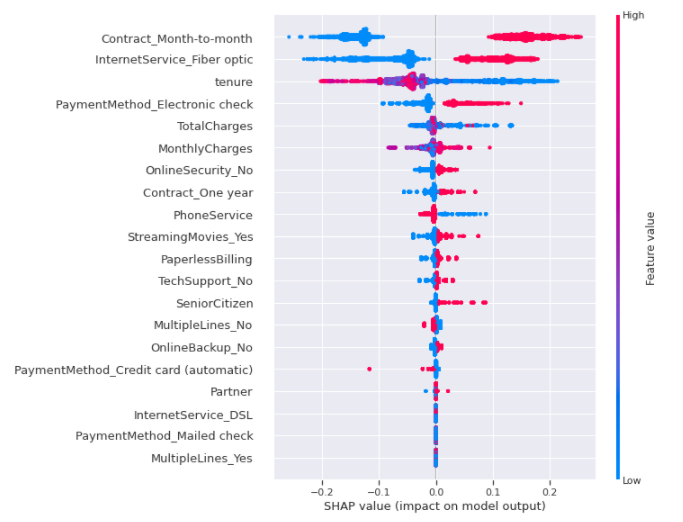 High
Contract_Month-to-month
InternetService_Fiber optic
tenure
PaymentMethod_Electronic check
TotalCharges
MonthlyCharges
OnlineSecurity_No
Contract_One year
PhoneService
StreamingMovies_Yes
PaperlessBilling
TechSupport_No
SeniorCitizen
MultipleLines_No
OnlineBackup_No
PaymentMethod_Credit card (automatic)
Partner
InternetService_DSL
PaymentMethod_Mailed check
MultipleLines_Yes
Feature value
Low
−0.2 −0.1 0.0 0.1 0.2
SHAP value (impact on model output)